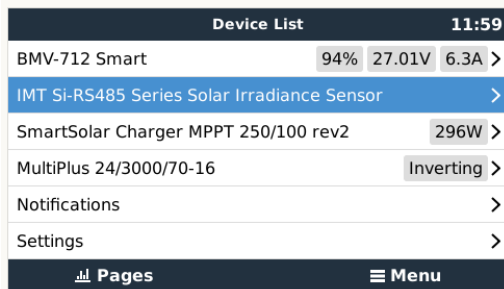 Device List 11:59
BMV-712 Smart 94% 27.01V 6.3A
IMT Si-RS485 Series Solar Irradiance Sensor
SmartSolar Charger MPPT 250/100 rev2 296W
MultiPlus 24/3000/70-16 Inverting
Notifications
Settings
Pages Menu